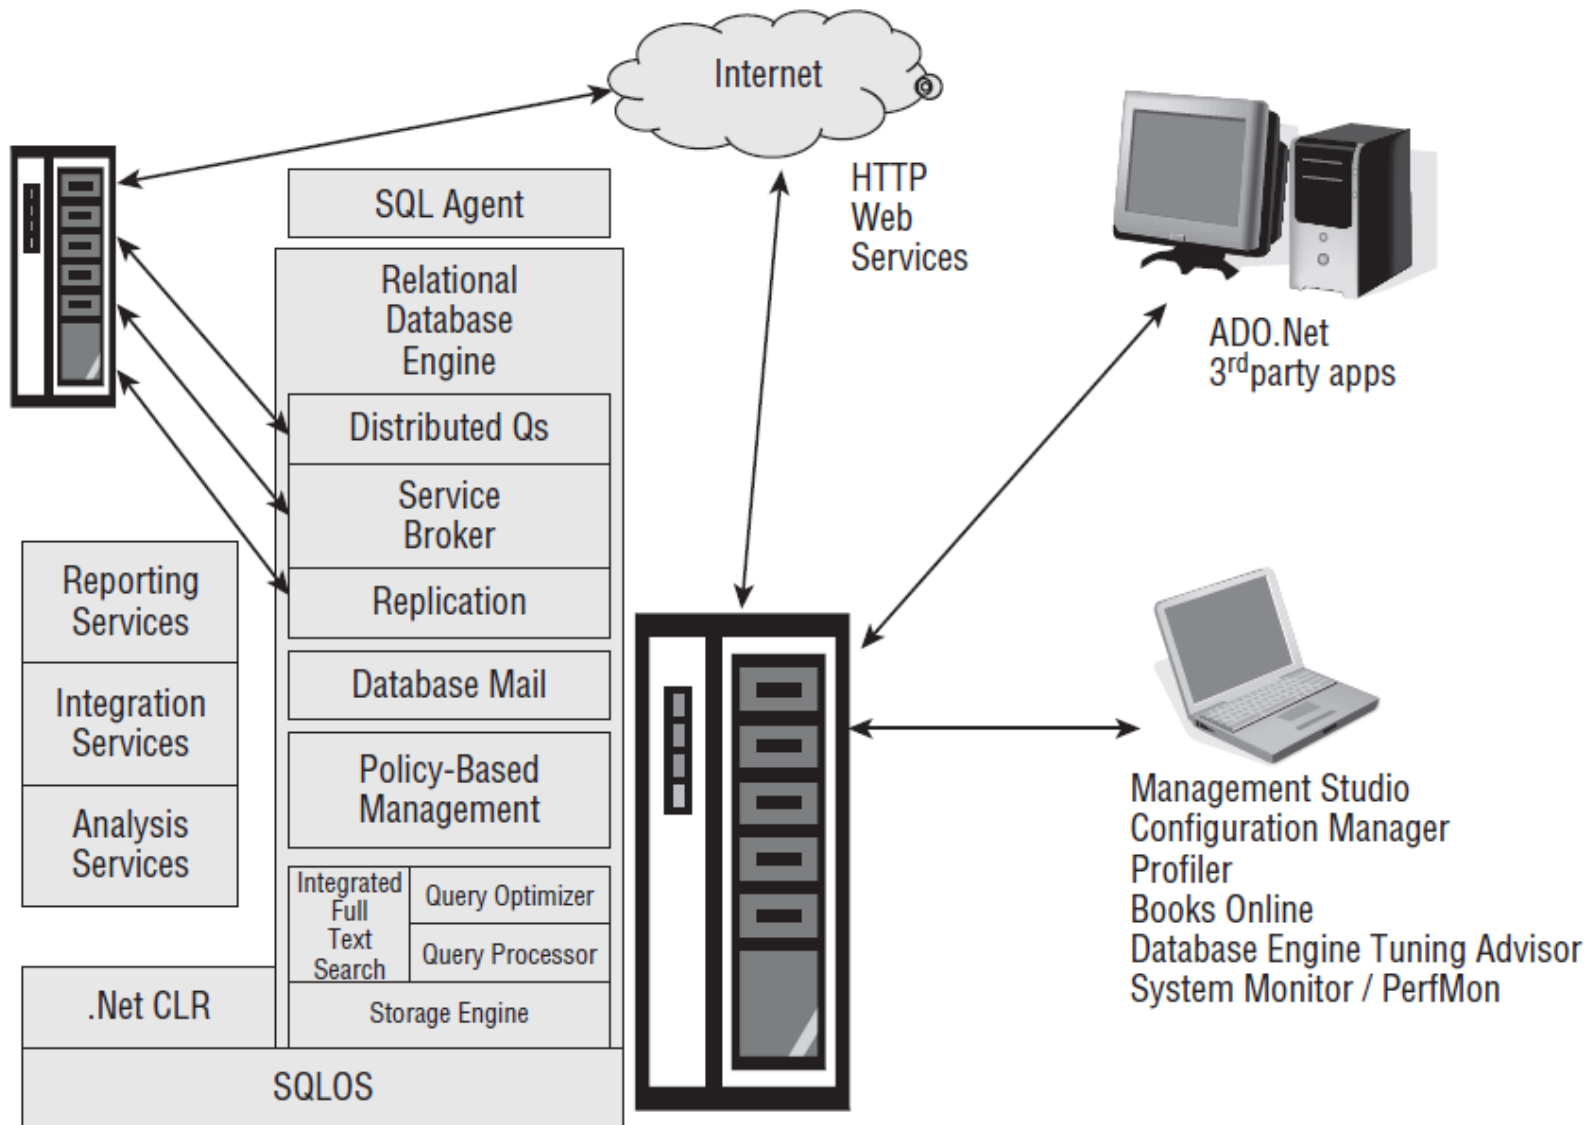 Internet
HTTP
Web
Services
SQL Agent
Relational
Database
Engine
Distributed Qs
Service
Broker
Replication
Database Mail
Policy-Based
Management
Integrated
Full
Text
Search
Query Optimizer
Query Processor
Storage Engine
Reporting
Services
Integration
Services
Analysis
Services
.Net CLR
SQLOS
ADO.Net
3rd party apps
Management Studio
Configuration Manager
Profiler
Books Online
Database Engine Tuning Advisor
System Monitor / PerfMon